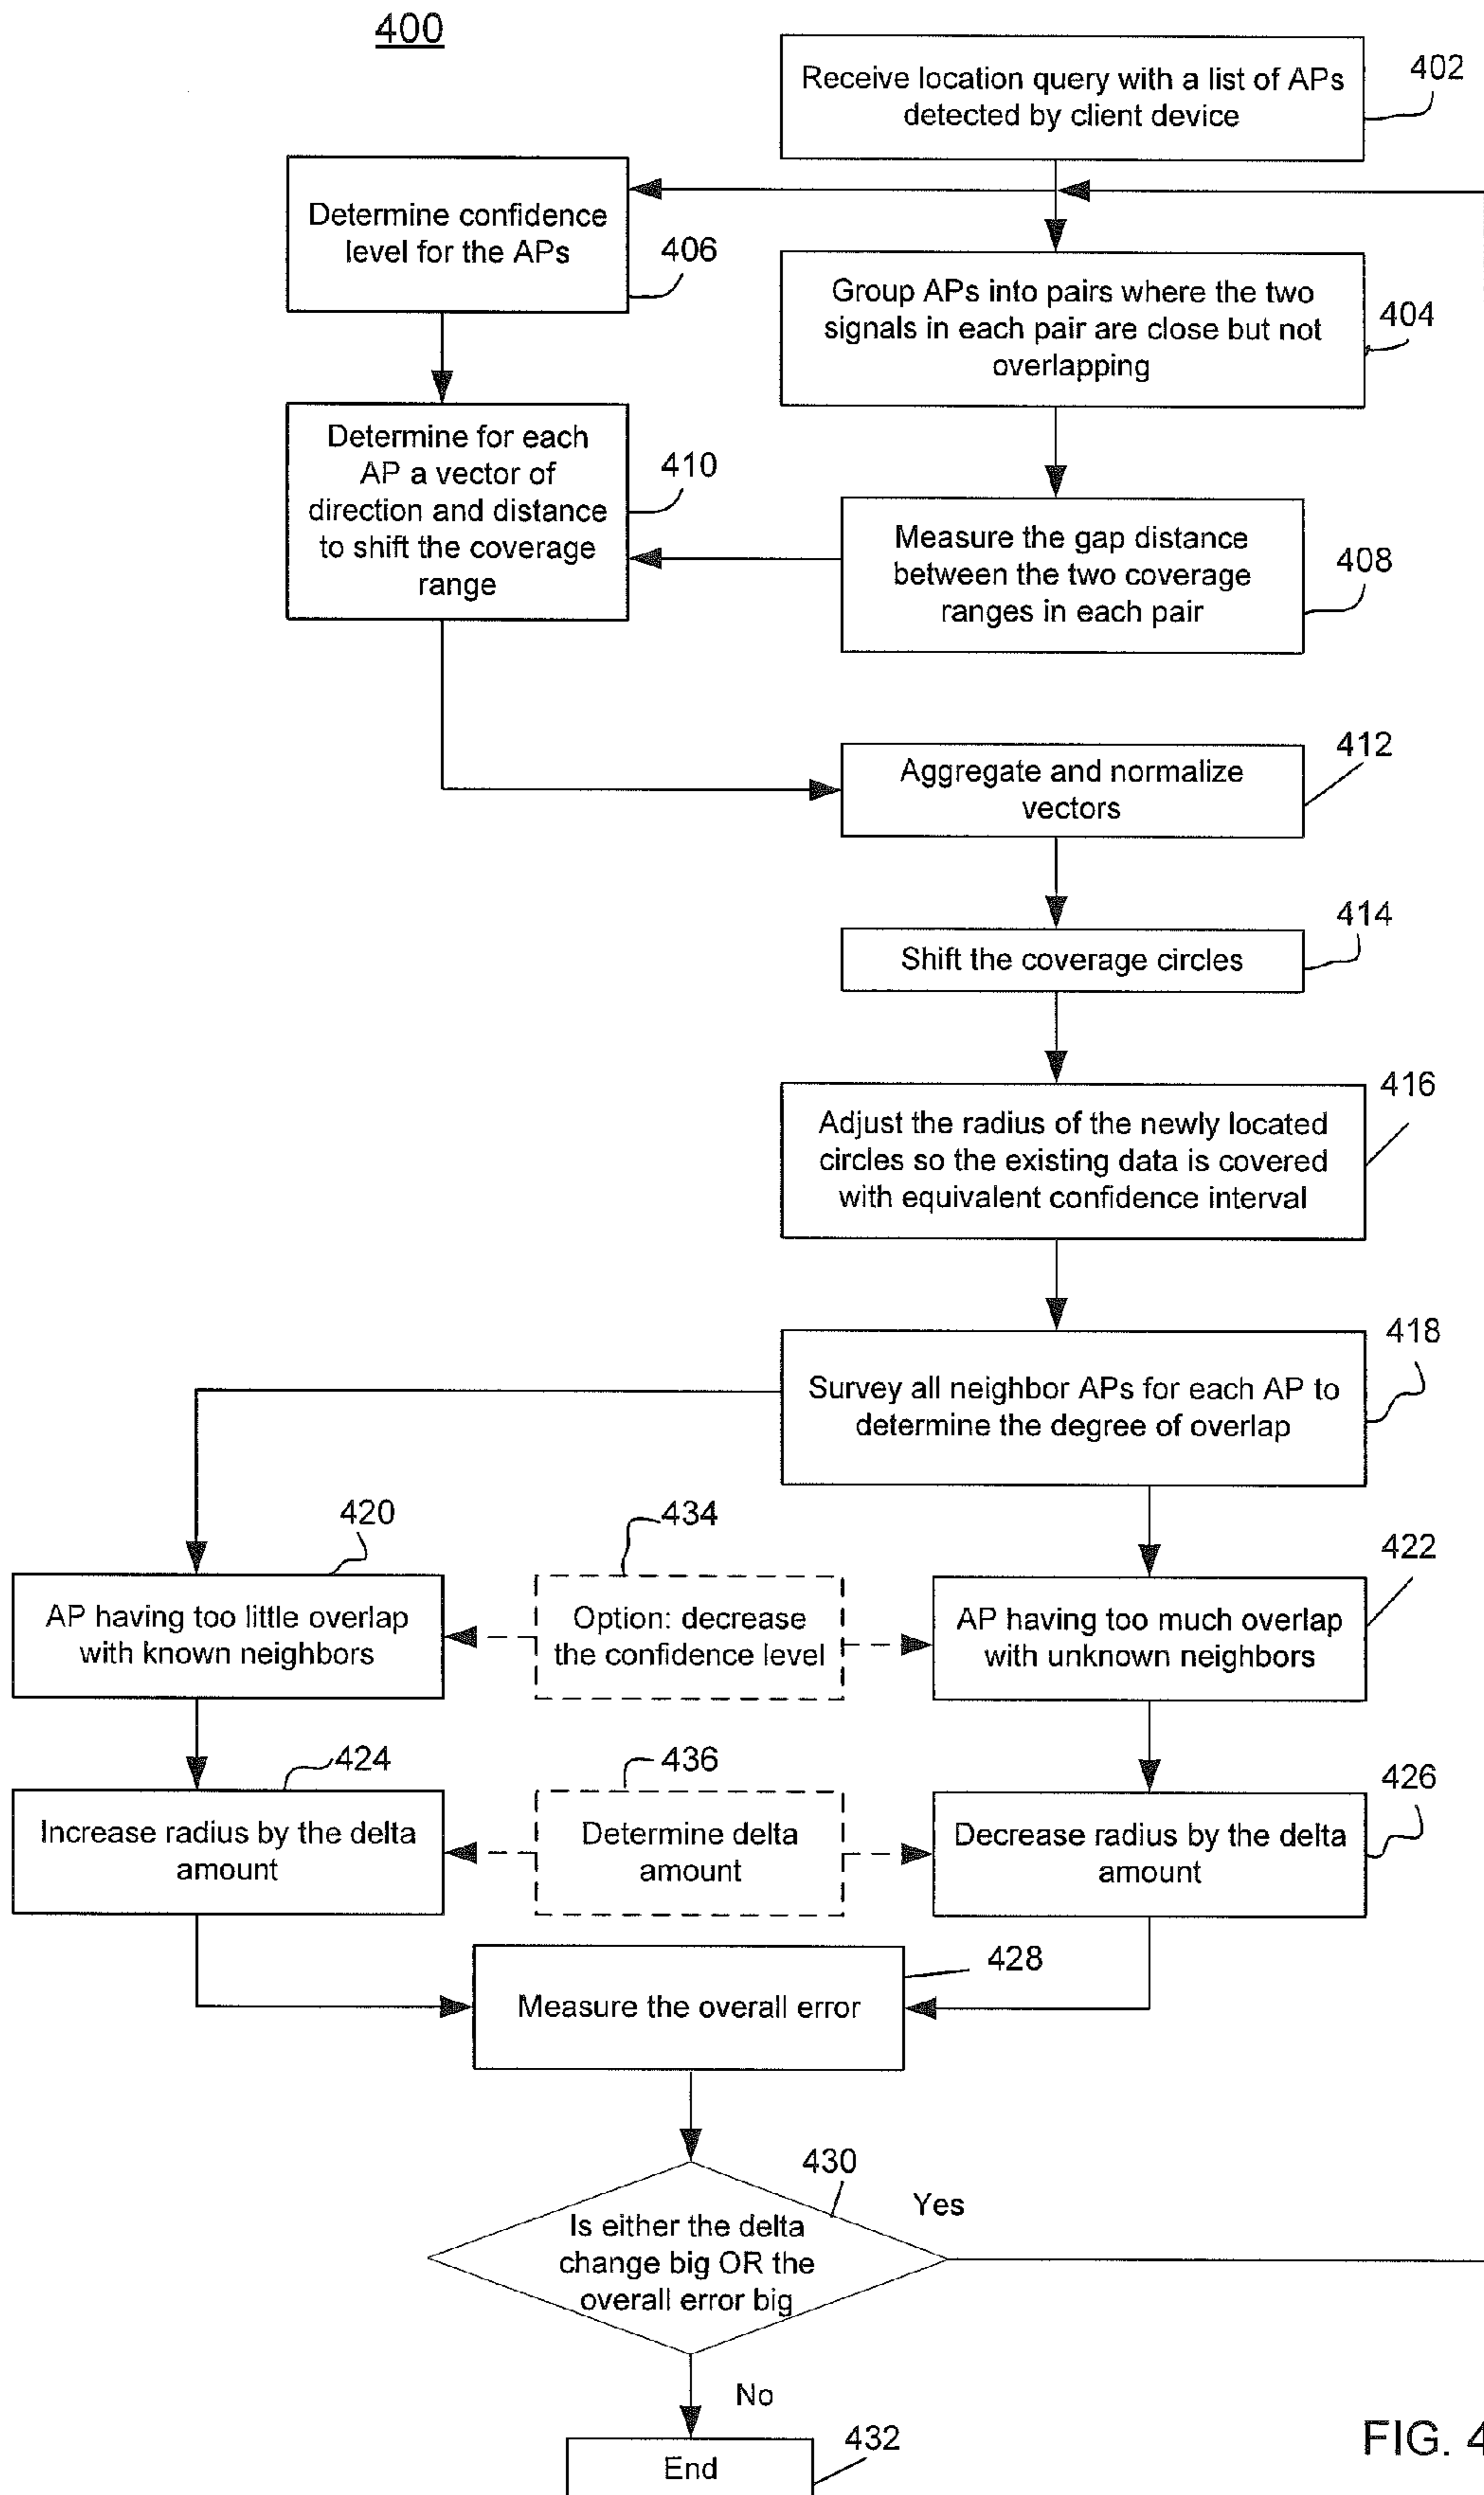 400
Receive location query with a list of APs
detected by client device
402
Determine confidence
level for the APs
406
Group APs into pairs where the two
signals in each pair are close but not
overlapping
404
Determine for each
AP a vector of
direction and distance
to shift the coverage
range
410
Measure the gap distance
between the two coverage
ranges in each pair
408
Aggregate and normalize
vectors
412
Shift the coverage circles
414
Adjust the radius of the newly located
circles so the existing data is covered
with equivalent confidence interval
416
Survey all neighbor APs for each AP to
determine the degree of overlap
418
420
AP having too little overlap
with known neighbors
434
Option: decrease
the confidence level
422
AP having too much overlap
with unknown neighbors
424
Increase radius by the delta
amount
436
Determine delta
amount
426
Decrease radius by the delta
amount
428
Measure the overall error
430
Is either the delta
change big OR the
overall error big
Yes
No
432
End
FIG. 4